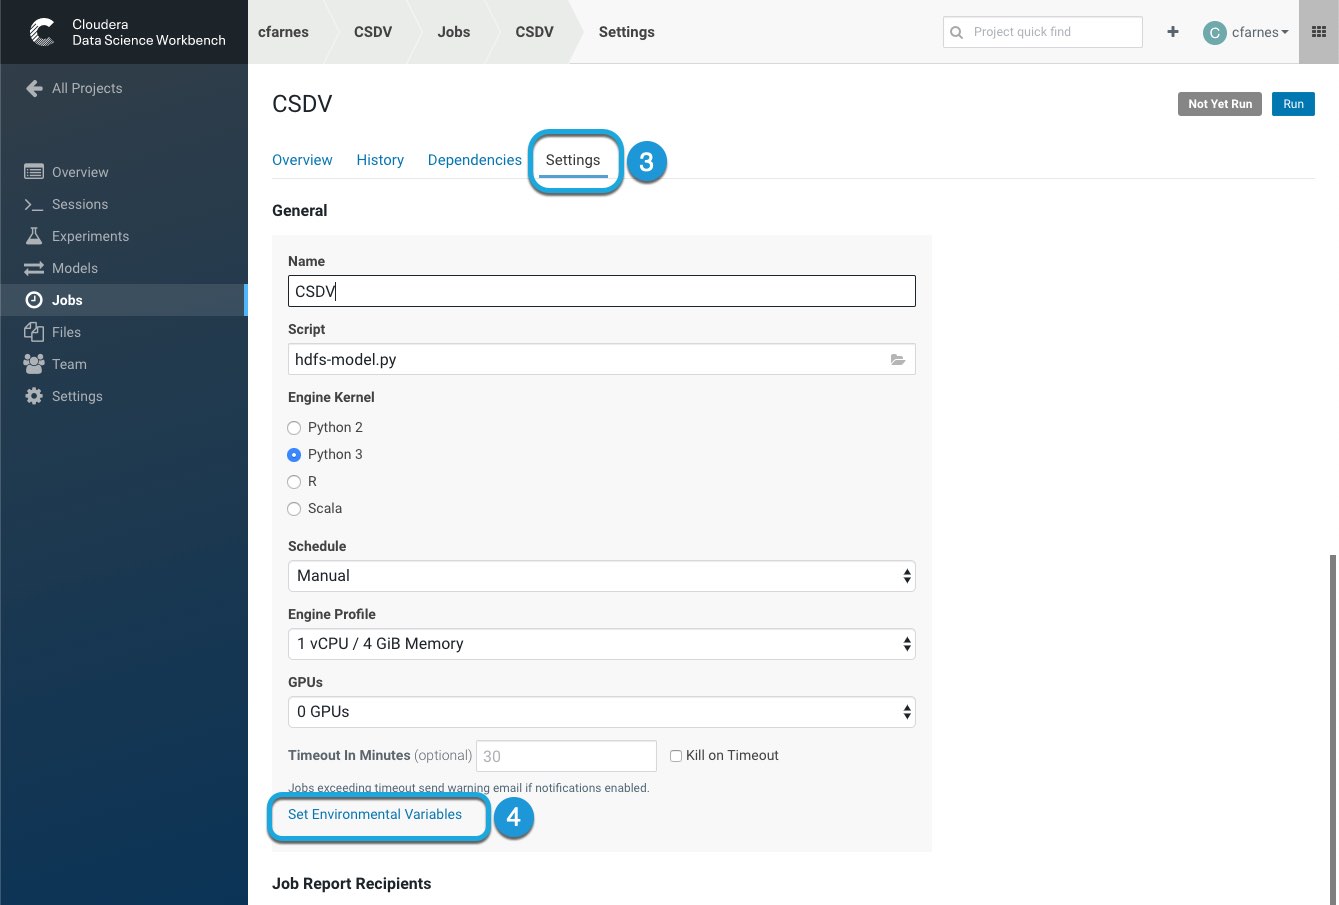 Cloudera
Data Science Workbench
cfarnes CSDV Jobs CSDV Settings
Project quick find
C cfarnes
All Projects
Overview
Sessions
Experiments
Models
Jobs
Files
Team
Settings
CSDV
Not Yet Run Run
Overview History Dependencies Settings 3
General
Name
CSDV
Script
hdfs-model.py
Engine Kernel
Python 2
Python 3
R
Scala
Schedule
Manual
Engine Profile
1 vCPU / 4 GiB Memory
GPUs
0 GPUs
Timeout In Minutes (optional) 30 Kill on Timeout
Jobs exceeding timeout send warning email if notifications enabled.
Set Environmental Variables 4
Job Report Recipients